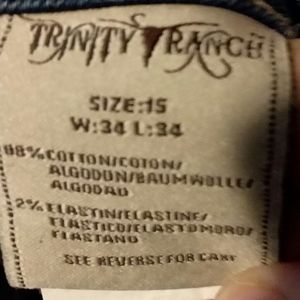 TRINITY RANCH
SIZE:15
W:34 L:34
98% COTTON/COTON/
ALGODON/BAUMWOLLE/
ALGODAO
2% ELASTIN/ELASTINE/
ELASTICO/ELASTOMORO/
ELASTANO
SEE REVERSE FOR CARE